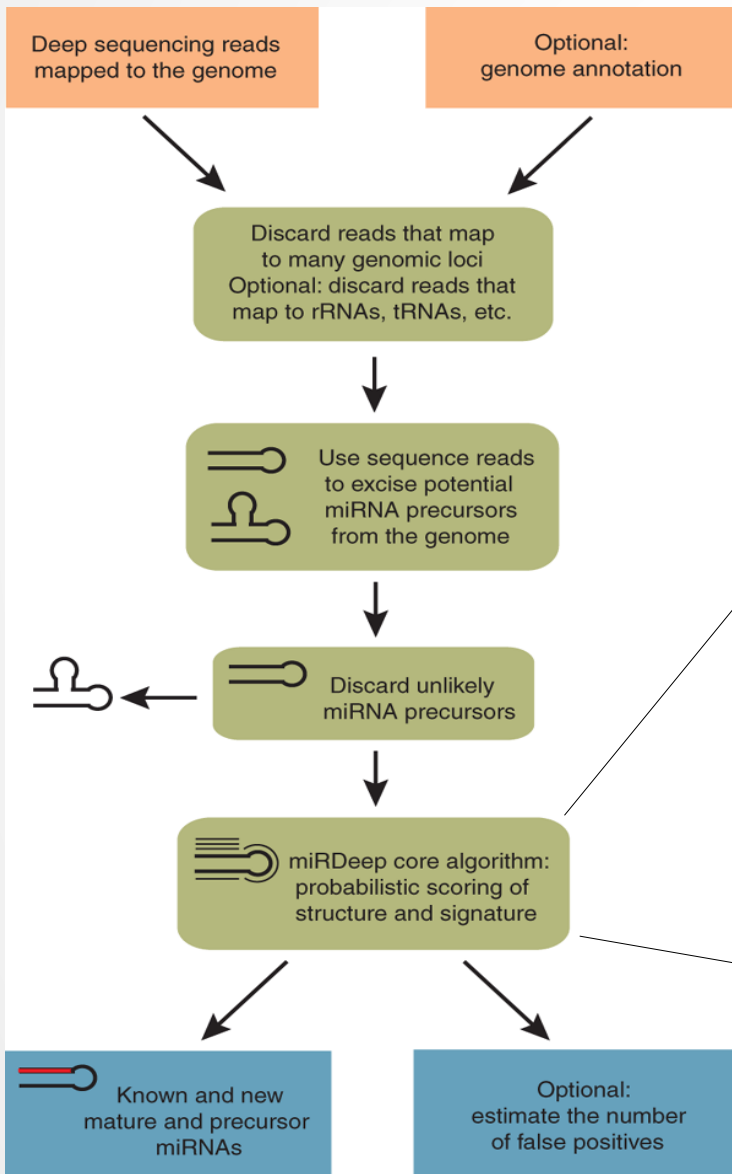 Deep sequencing reads
mapped to the genome
Optional:
genome annotation
Discard reads that map
to many genomic loci
Optional: discard reads that
map to rRNAs, tRNAs, etc.
Use sequence reads
to excise potential
miRNA precursors
from the genome
Discard unlikely
miRNA precursors
miRDeep core algorithm:
probabilistic scoring of
structure and signature
Known and new
mature and precursor
miRNAs
Optional:
estimate the number
of false positives